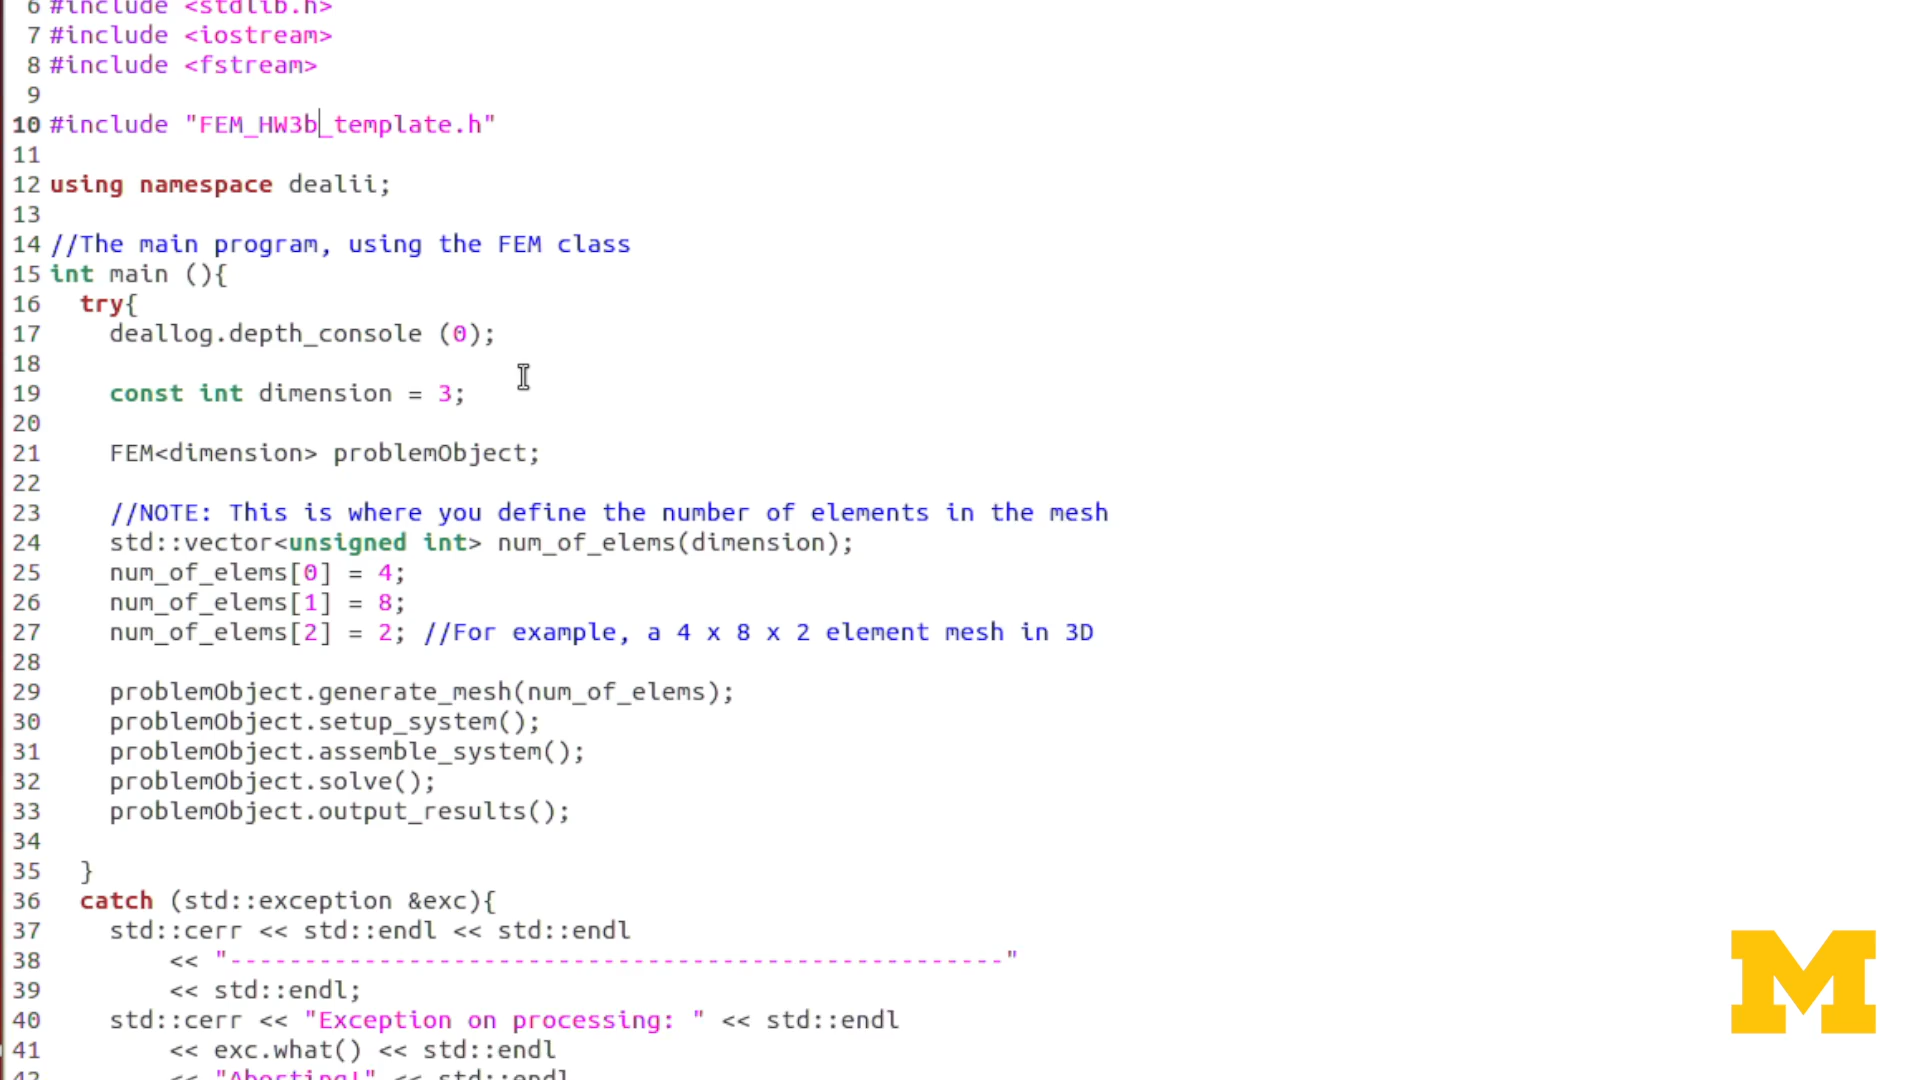 6 #include <stdlib.h>
7 #include <iostream>
8 #include <fstream>
9
10 #include "FEM_HW3b_template.h"
11
12 using namespace dealii;
13
14 //The main program, using the FEM class
15 int main (){
16   try{
17     deallog.depth_console (0);
18
19     const int dimension = 3;
20
21     FEM<dimension> problemObject;
22
23     //NOTE: This is where you define the number of elements in the mesh
24     std::vector<unsigned int> num_of_elems(dimension);
25     num_of_elems[0] = 4;
26     num_of_elems[1] = 8;
27     num_of_elems[2] = 2; //For example, a 4 x 8 x 2 element mesh in 3D
28
29     problemObject.generate_mesh(num_of_elems);
30     problemObject.setup_system();
31     problemObject.assemble_system();
32     problemObject.solve();
33     problemObject.output_results();
34
35   }
36   catch (std::exception &exc){
37     std::cerr << std::endl << std::endl
38         << "----------------------------------------------------"
39         << std::endl;
40     std::cerr << "Exception on processing: " << std::endl
41         << exc.what() << std::endl
42         << "Aborting!" << std::endl
M